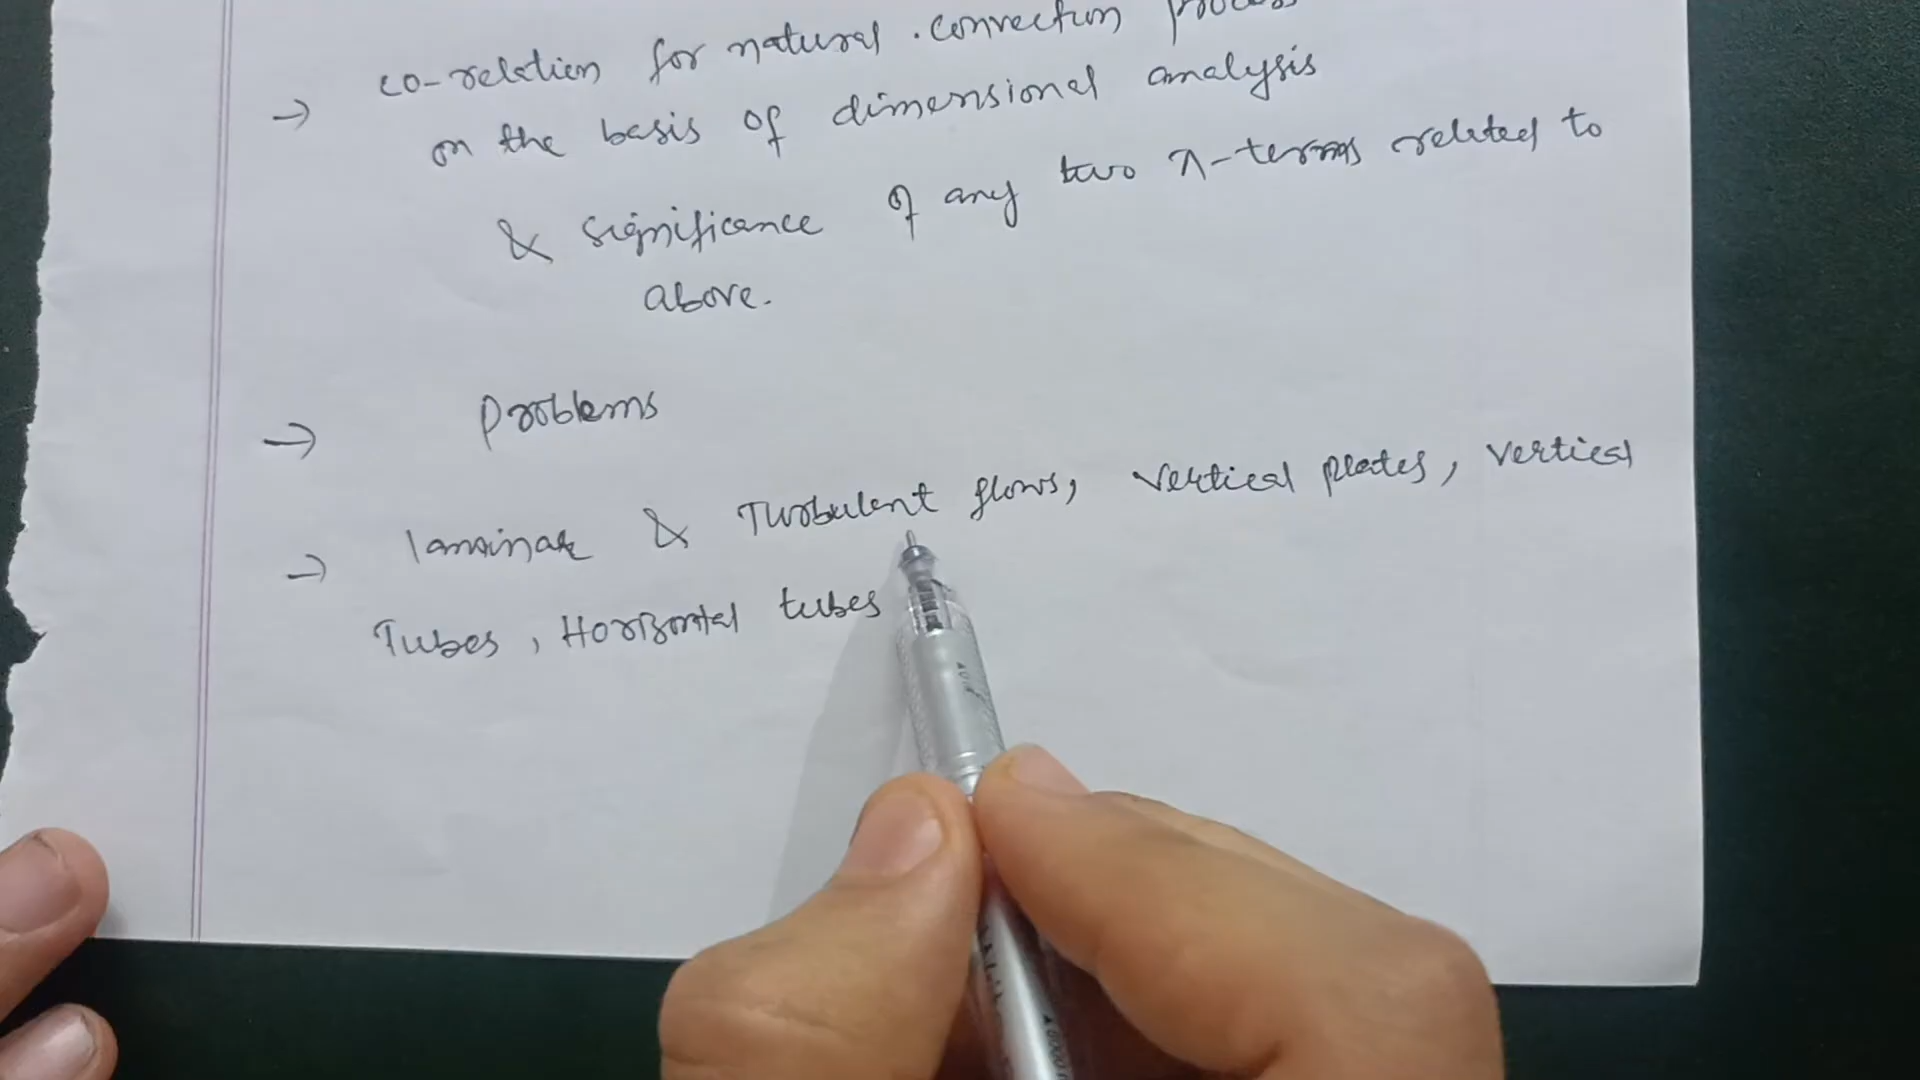 → co-relation for natural convection process
on the basis of dimensional analysis
& significance of any two π-terms related to
above.
→ Problems
→ laminar & Turbulent flows, Vertical plates, vertical
Tubes, Horizontal tubes